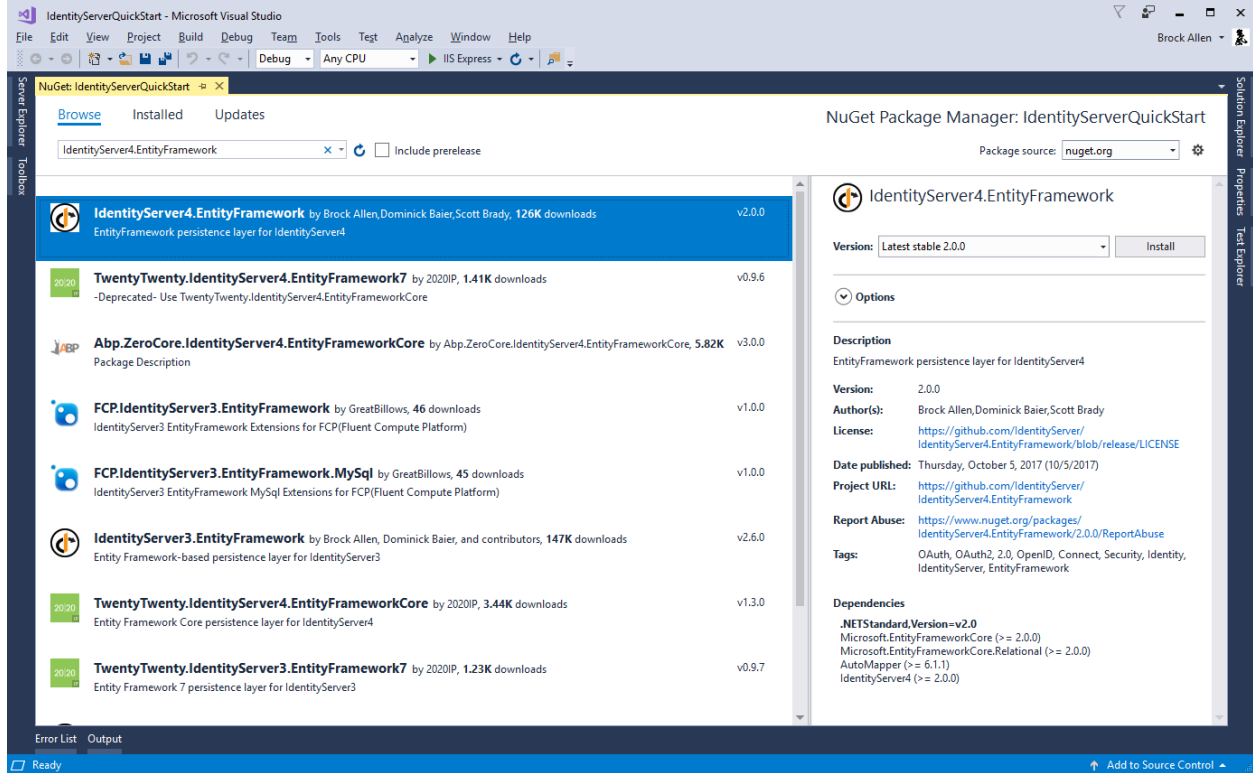 IdentityServerQuickStart - Microsoft Visual Studio
File Edit View Project Build Debug Team Tools Test Analyze Window Help
Brock Allen
Debug Any CPU IIS Express
Server Explorer
Toolbox
NuGet: IdentityServerQuickStart
Browse Installed Updates
NuGet Package Manager: IdentityServerQuickStart
IdentityServer4.EntityFramework
Include prerelease
Package source: nuget.org
IdentityServer4.EntityFramework by Brock Allen,Dominick Baier,Scott Brady, 126K downloads v2.0.0
EntityFramework persistence layer for IdentityServer4
20|20
TwentyTwenty.IdentityServer4.EntityFramework7 by 2020IP, 1.41K downloads v0.9.6
-Deprecated- Use TwentyTwenty.IdentityServer4.EntityFrameworkCore
ABP
Abp.ZeroCore.IdentityServer4.EntityFrameworkCore by Abp.ZeroCore.IdentityServer4.EntityFrameworkCore, 5.82K v3.0.0
Package Description
FCP.IdentityServer3.EntityFramework by GreatBillows, 46 downloads v1.0.0
IdentityServer3 EntityFramework Extensions for FCP(Fluent Compute Platform)
FCP.IdentityServer3.EntityFramework.MySql by GreatBillows, 45 downloads v1.0.0
IdentityServer3 EntityFramework MySql Extensions for FCP(Fluent Compute Platform)
IdentityServer3.EntityFramework by Brock Allen, Dominick Baier, and contributors, 147K downloads v2.6.0
Entity Framework-based persistence layer for IdentityServer3
20|20
TwentyTwenty.IdentityServer4.EntityFrameworkCore by 2020IP, 3.44K downloads v1.3.0
Entity Framework Core persistence layer for IdentityServer4
20|20
TwentyTwenty.IdentityServer3.EntityFramework7 by 2020IP, 1.23K downloads v0.9.7
Entity Framework 7 persistence layer for IdentityServer3
IdentityServer4.EntityFramework
Version: Latest stable 2.0.0 Install
Options
Description
EntityFramework persistence layer for IdentityServer4
Version: 2.0.0
Author(s): Brock Allen,Dominick Baier,Scott Brady
License: https://github.com/IdentityServer/
IdentityServer4.EntityFramework/blob/release/LICENSE
Date published: Thursday, October 5, 2017 (10/5/2017)
Project URL: https://github.com/IdentityServer/
IdentityServer4.EntityFramework
Report Abuse: https://www.nuget.org/packages/
IdentityServer4.EntityFramework/2.0.0/ReportAbuse
Tags: OAuth, OAuth2, 2.0, OpenID, Connect, Security, Identity,
IdentityServer, EntityFramework
Dependencies
.NETStandard,Version=v2.0
Microsoft.EntityFrameworkCore (>= 2.0.0)
Microsoft.EntityFrameworkCore.Relational (>= 2.0.0)
AutoMapper (>= 6.1.1)
IdentityServer4 (>= 2.0.0)
Solution Explorer
Properties
Test Explorer
Error List Output
Ready
Add to Source Control